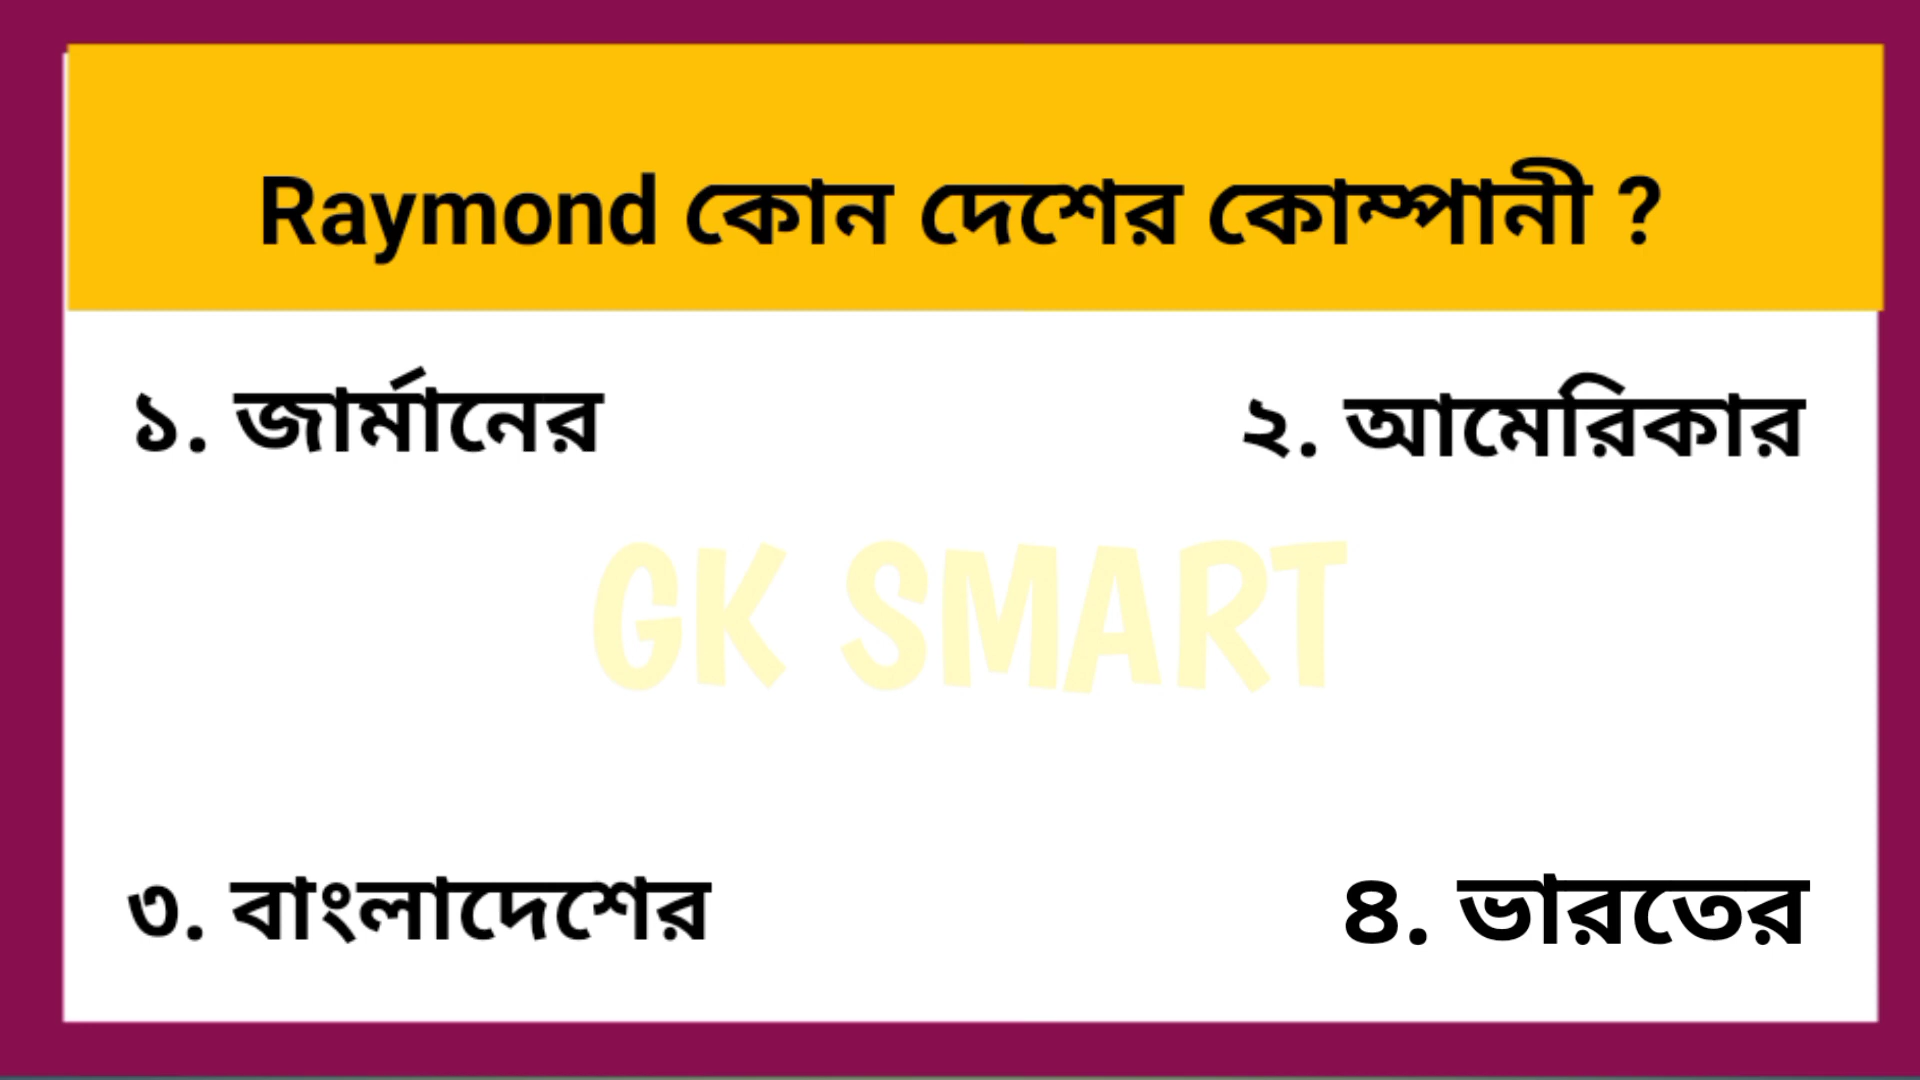 Raymond কোন দেশের কোম্পানী ?
১. জার্মানের
২. আমেরিকার
GK SMART
৩. বাংলাদেশের
৪. ভারতের